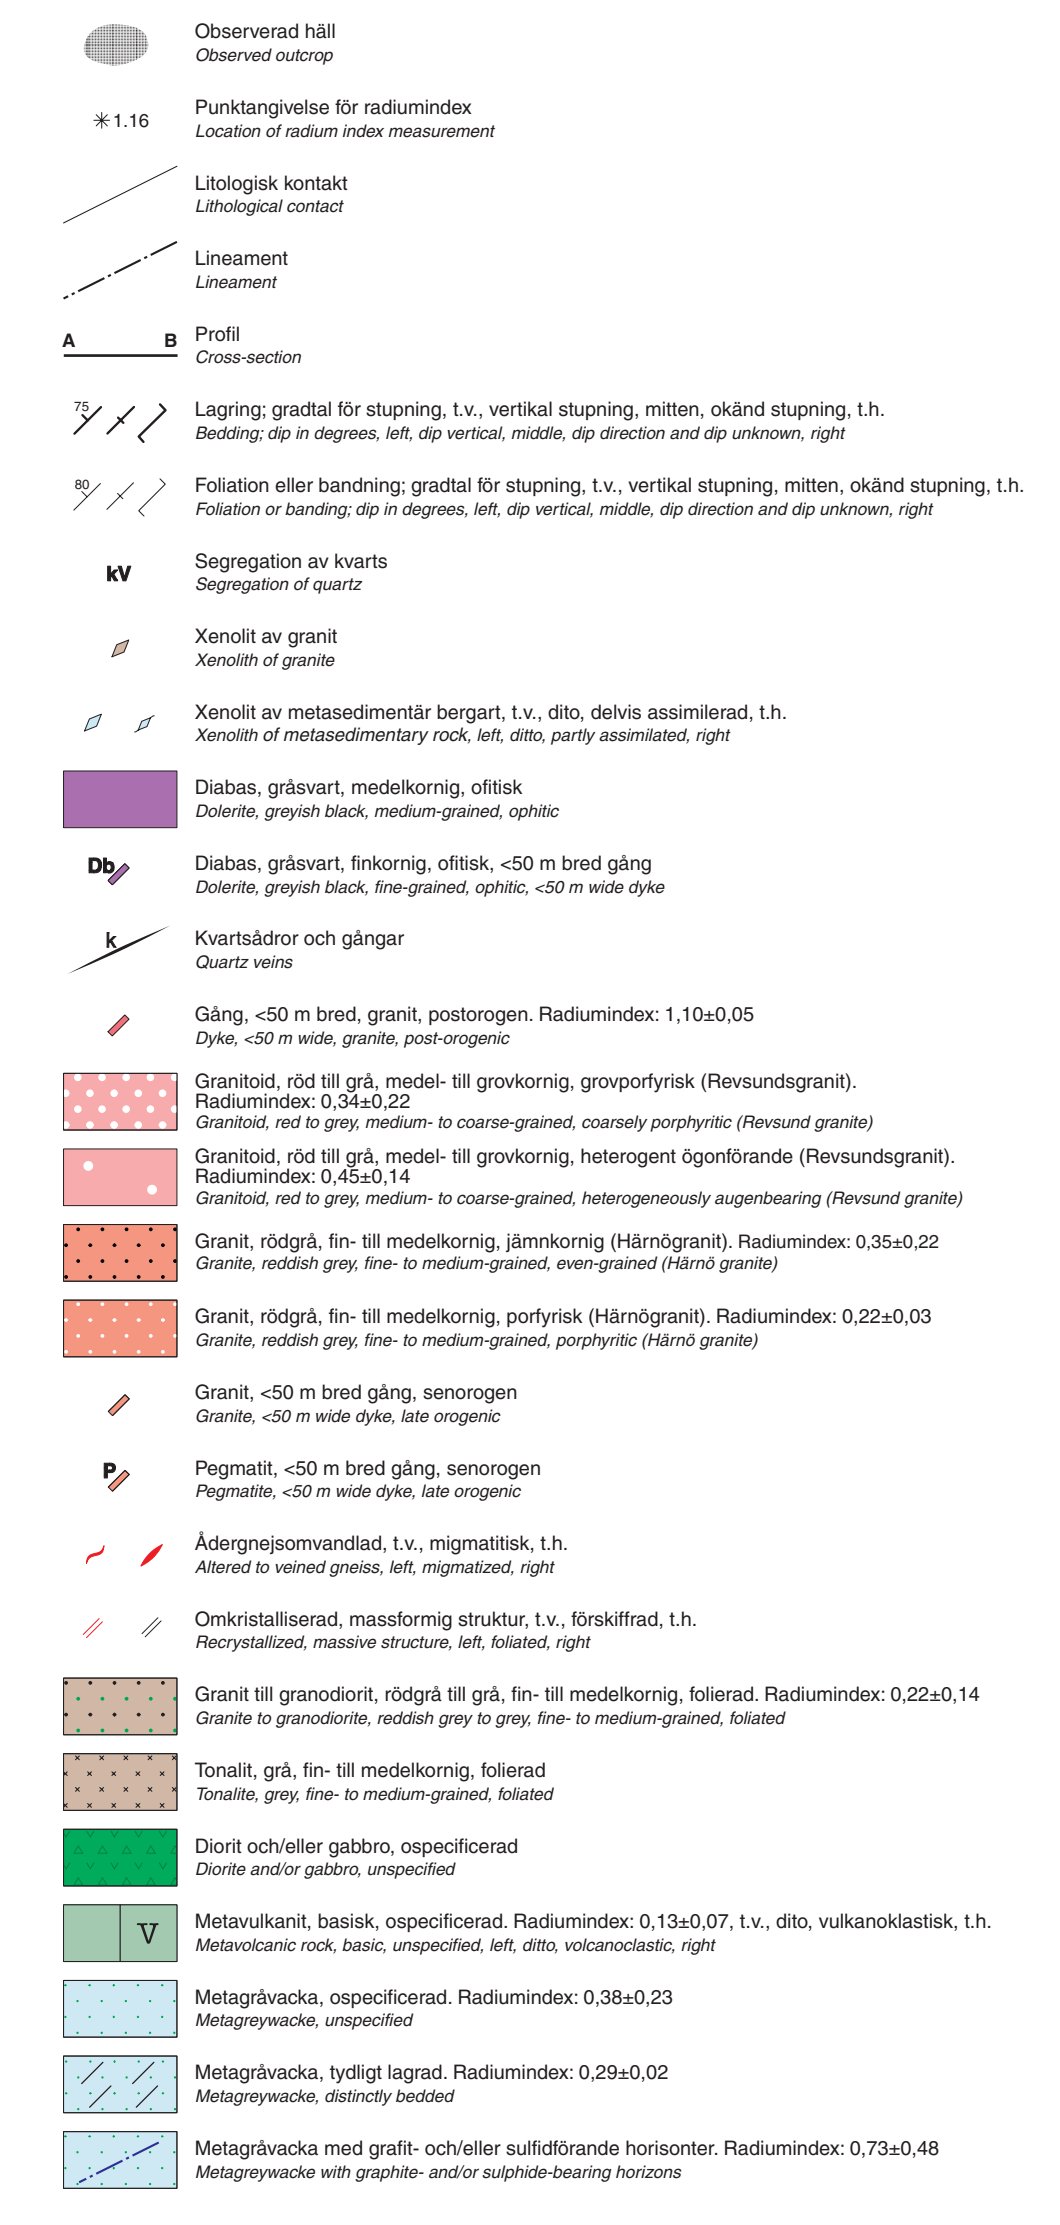 Observerad häll
Observed outcrop
1.16
Punktangivelse för radiumindex
Location of radium index measurement
Litologisk kontakt
Lithological contact
Lineament
Lineament
A B
Profil
Cross-section
75
Lagring; gradtal för stupning, t.v., vertikal stupning, mitten, okänd stupning, t.h.
Bedding; dip in degrees, left, dip vertical, middle, dip direction and dip unknown, right
80
Foliation eller bandning; gradtal för stupning, t.v., vertikal stupning, mitten, okänd stupning, t.h.
Foliation or banding; dip in degrees, left, dip vertical, middle, dip direction and dip unknown, right
kV
Segregation av kvarts
Segregation of quartz
Xenolit av granit
Xenolith of granite
Xenolit av metasedimentär bergart, t.v., dito, delvis assimilerad, t.h.
Xenolith of metasedimentary rock, left, ditto, partly assimilated, right
Diabas, gråsvart, medelkornig, ofitisk
Dolerite, greyish black, medium-grained, ophitic
Db
Diabas, gråsvart, finkornig, ofitisk, <50 m bred gång
Dolerite, greyish black, fine-grained, ophitic, <50 m wide dyke
k
Kvartsådror och gångar
Quartz veins
Gång, <50 m bred, granit, postorogen. Radiumindex: 1,10±0,05
Dyke, <50 m wide, granite, post-orogenic
Granitoid, röd till grå, medel- till grovkornig, grovporfyrisk (Revsundsgranit).
Radiumindex: 0,34±0,22
Granitoid, red to grey, medium- to coarse-grained, coarsely porphyritic (Revsund granite)
Granitoid, röd till grå, medel- till grovkornig, heterogent ögonförande (Revsundsgranit).
Radiumindex: 0,45±0,14
Granitoid, red to grey, medium- to coarse-grained, heterogeneously augenbearing (Revsund granite)
Granit, rödgrå, fin- till medelkornig, jämnkornig (Härnögranit). Radiumindex: 0,35±0,22
Granite, reddish grey, fine- to medium-grained, even-grained (Härnö granite)
Granit, rödgrå, fin- till medelkornig, porfyrisk (Härnögranit). Radiumindex: 0,22±0,03
Granite, reddish grey, fine- to medium-grained, porphyritic (Härnö granite)
Granit, <50 m bred gång, senorogen
Granite, <50 m wide dyke, late orogenic
P
Pegmatit, <50 m bred gång, senorogen
Pegmatite, <50 m wide dyke, late orogenic
Ådergnejsomvandlad, t.v., migmatitisk, t.h.
Altered to veined gneiss, left, migmatized, right
Omkristalliserad, massformig struktur, t.v., förskiffrad, t.h.
Recrystallized, massive structure, left, foliated, right
Granit till granodiorit, rödgrå till grå, fin- till medelkornig, folierad. Radiumindex: 0,22±0,14
Granite to granodiorite, reddish grey to grey, fine- to medium-grained, foliated
Tonalit, grå, fin- till medelkornig, folierad
Tonalite, grey, fine- to medium-grained, foliated
Diorit och/eller gabbro, ospecificerad
Diorite and/or gabbro, unspecified
V
Metavulkanit, basisk, ospecificerad. Radiumindex: 0,13±0,07, t.v., dito, vulkanoklastisk, t.h.
Metavolcanic rock, basic, unspecified, left, ditto, volcanoclastic, right
Metagråvacka, ospecificerad. Radiumindex: 0,38±0,23
Metagreywacke, unspecified
Metagråvacka, tydligt lagrad. Radiumindex: 0,29±0,02
Metagreywacke, distinctly bedded
Metagråvacka med grafit- och/eller sulfidförande horisonter. Radiumindex: 0,73±0,48
Metagreywacke with graphite- and/or sulphide-bearing horizons